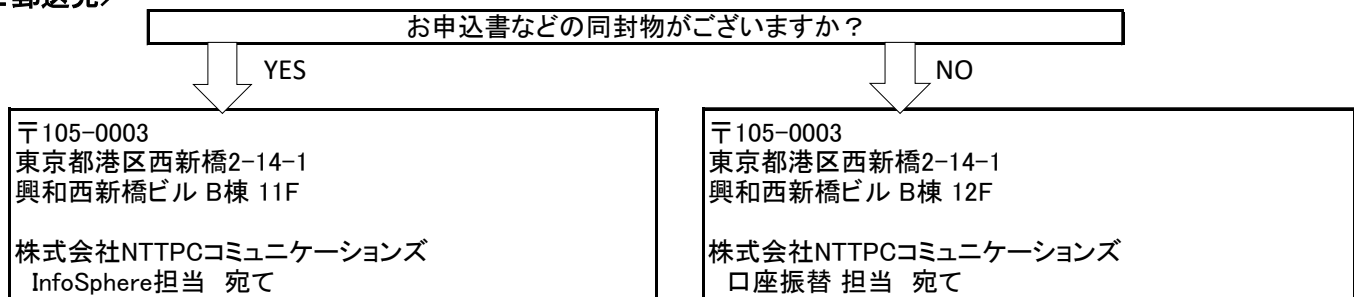 お申込書などの同封物がございますか？
YES
NO
〒105-0003
東京都港区西新橋2-14-1
興和西新橋ビル B棟 11F
株式会社NTTPCコミュニケーションズ
InfoSphere担当　宛て
〒105-0003
東京都港区西新橋2-14-1
興和西新橋ビル B棟 12F
株式会社NTTPCコミュニケーションズ
口座振替 担当　宛て